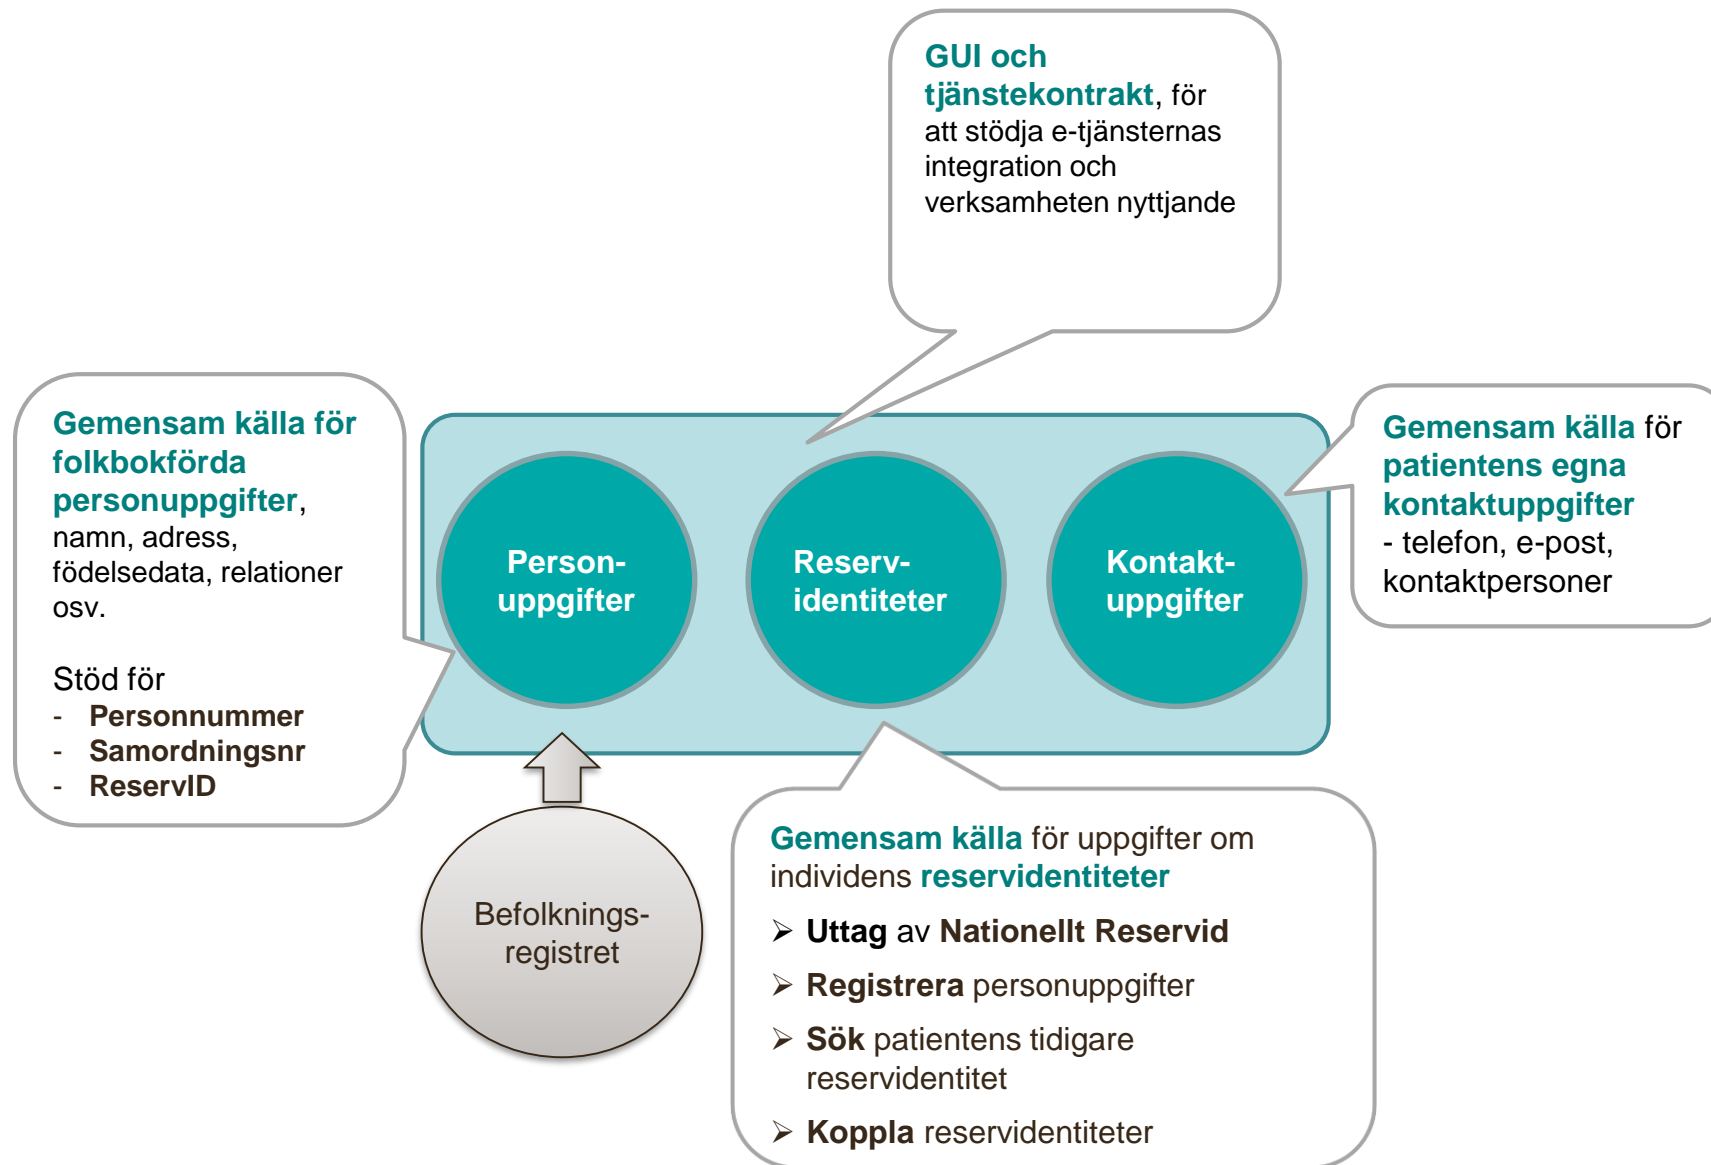 GUI och
tjänstekontrakt, för
att stödja e-tjänsternas
integration och
verksamheten nyttjande
Gemensam källa för
folkbokförda
personuppgifter,
namn, adress,
födelsedata, relationer
osv.
Stöd för
- Personnummer
- Samordningsnr
- ReservID
Person-
uppgifter
Reserv-
identiteter
Kontakt-
uppgifter
Gemensam källa för
patientens egna
kontaktuppgifter
- telefon, e-post,
kontaktpersoner
Befolknings-
registret
Gemensam källa för uppgifter om
individens reservidentiteter
➢ Uttag av Nationellt Reservid
➢ Registrera personuppgifter
➢ Sök patientens tidigare
reservidentitet
➢ Koppla reservidentiteter